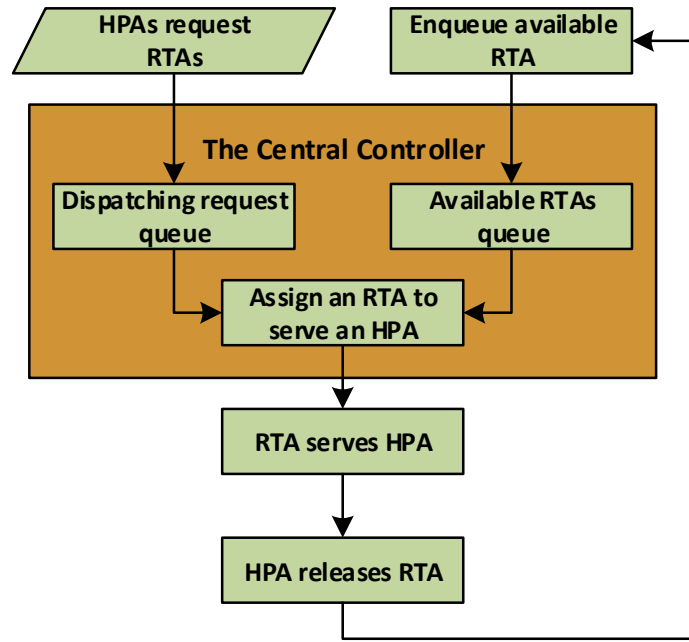 HPAs request
RTAs
Enqueue available
RTA
The Central Controller
Dispatching request
queue
Available RTAs
queue
Assign an RTA to
serve an HPA
RTA serves HPA
HPA releases RTA